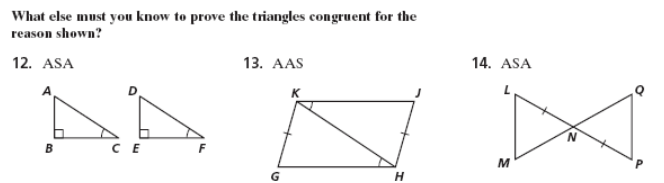 What else must you know to prove the triangles congruent for the
reason shown?
12. ASA 13. AAS 14. ASA
A D K J L Q
N
B C E F G H M P